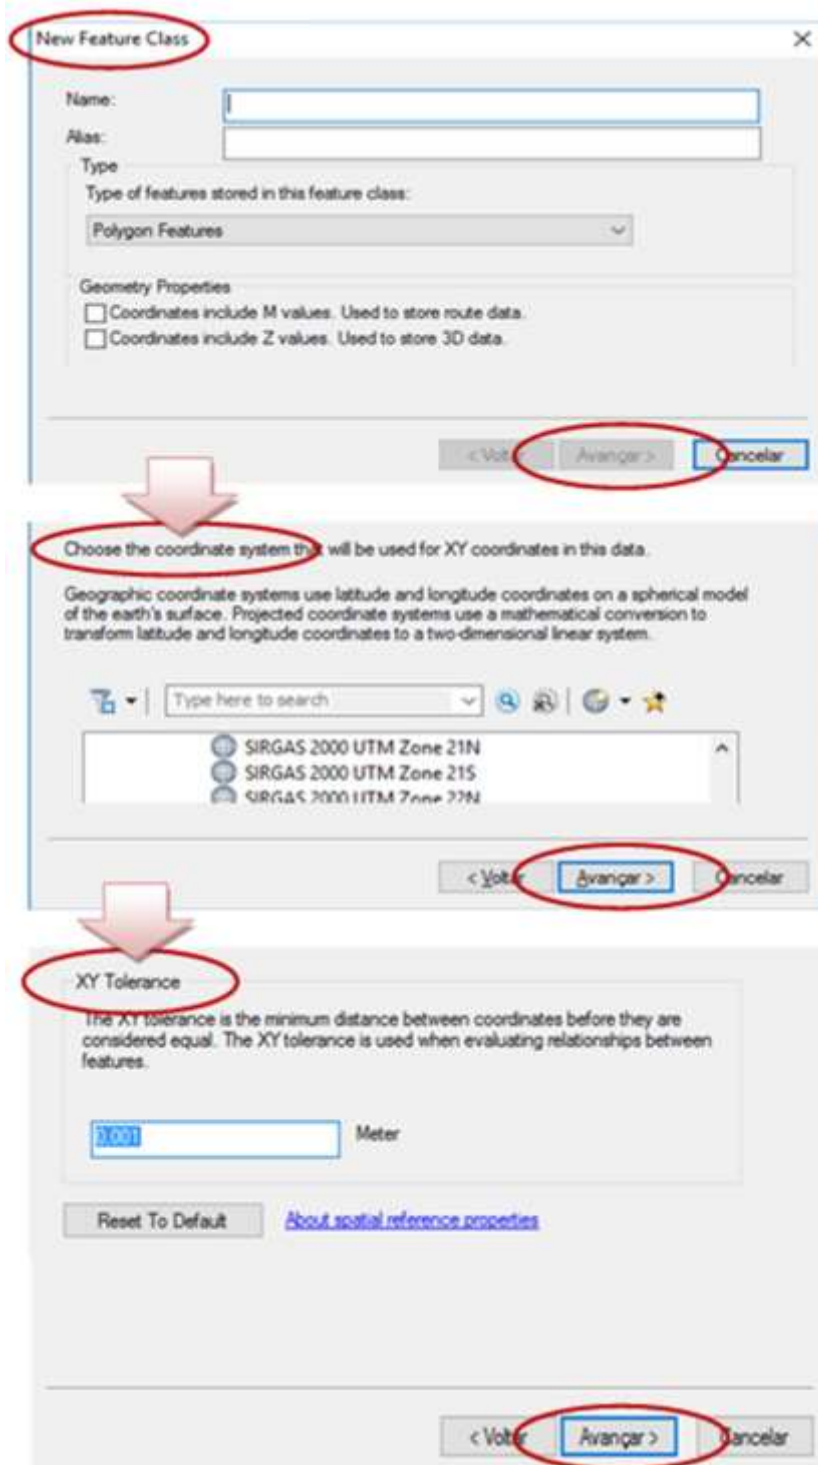 New Feature Class
Name:
Alias:
Type
Type of features stored in this feature class:
Polygon Features
Geometry Properties
Coordinates include M values. Used to store route data.
Coordinates include Z values. Used to store 3D data.
< Voltar
Avançar >
Cancelar
Choose the coordinate system that will be used for XY coordinates in this data.
Geographic coordinate systems use latitude and longitude coordinates on a spherical model
of the earth's surface. Projected coordinate systems use a mathematical conversion to
transform latitude and longitude coordinates to a two-dimensional linear system.
Type here to search
SIRGAS 2000 UTM Zone 21N
SIRGAS 2000 UTM Zone 21S
SIRGAS 2000 UTM Zone 22N
< Voltar
Avançar >
Cancelar
XY Tolerance
The XY tolerance is the minimum distance between coordinates before they are
considered equal. The XY tolerance is used when evaluating relationships between
features.
0.001 Meter
Reset To Default
About spatial reference properties
< Voltar
Avançar >
Cancelar